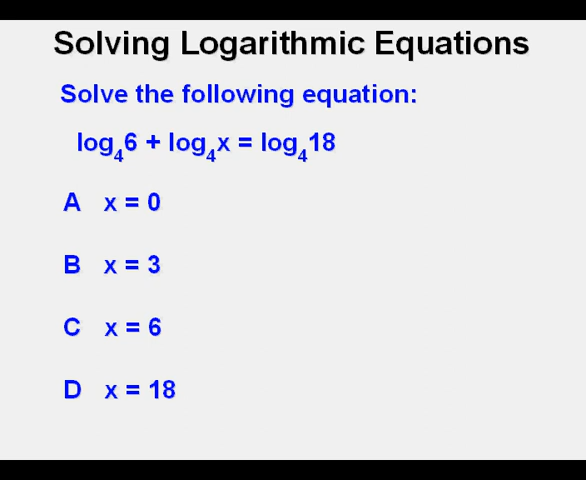 Solving Logarithmic Equations
Solve the following equation:
log₄6 + log₄x = log₄18
A x = 0
B x = 3
C x = 6
D x = 18